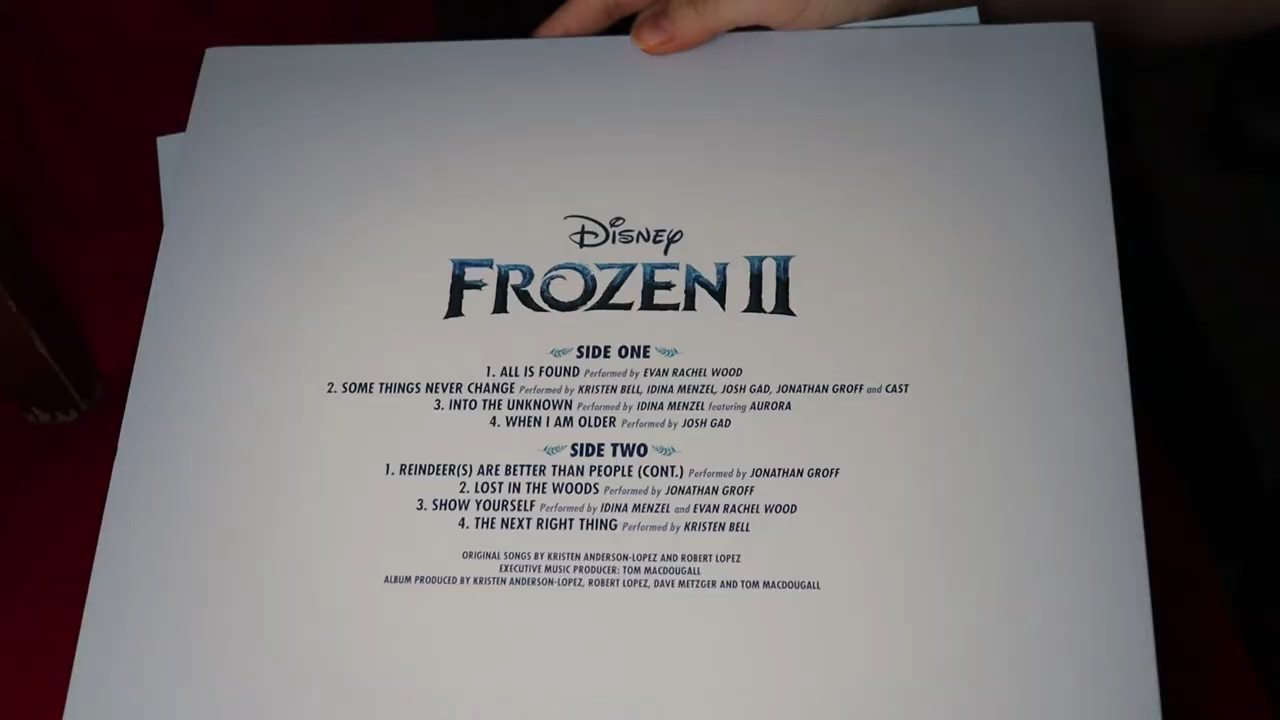 Disney
FROZEN II
SIDE ONE
1. ALL IS FOUND Performed by EVAN RACHEL WOOD
2. SOME THINGS NEVER CHANGE Performed by KRISTEN BELL, IDINA MENZEL, JOSH GAD, JONATHAN GROFF and CAST
3. INTO THE UNKNOWN Performed by IDINA MENZEL featuring AURORA
4. WHEN I AM OLDER Performed by JOSH GAD
SIDE TWO
1. REINDEER(S) ARE BETTER THAN PEOPLE (CONT.) Performed by JONATHAN GROFF
2. LOST IN THE WOODS Performed by JONATHAN GROFF
3. SHOW YOURSELF Performed by IDINA MENZEL and EVAN RACHEL WOOD
4. THE NEXT RIGHT THING Performed by KRISTEN BELL
ORIGINAL SONGS BY KRISTEN ANDERSON-LOPEZ AND ROBERT LOPEZ
EXECUTIVE MUSIC PRODUCER: TOM MACDOUGALL
ALBUM PRODUCED BY KRISTEN ANDERSON-LOPEZ, ROBERT LOPEZ, DAVE METZGER AND TOM MACDOUGALL